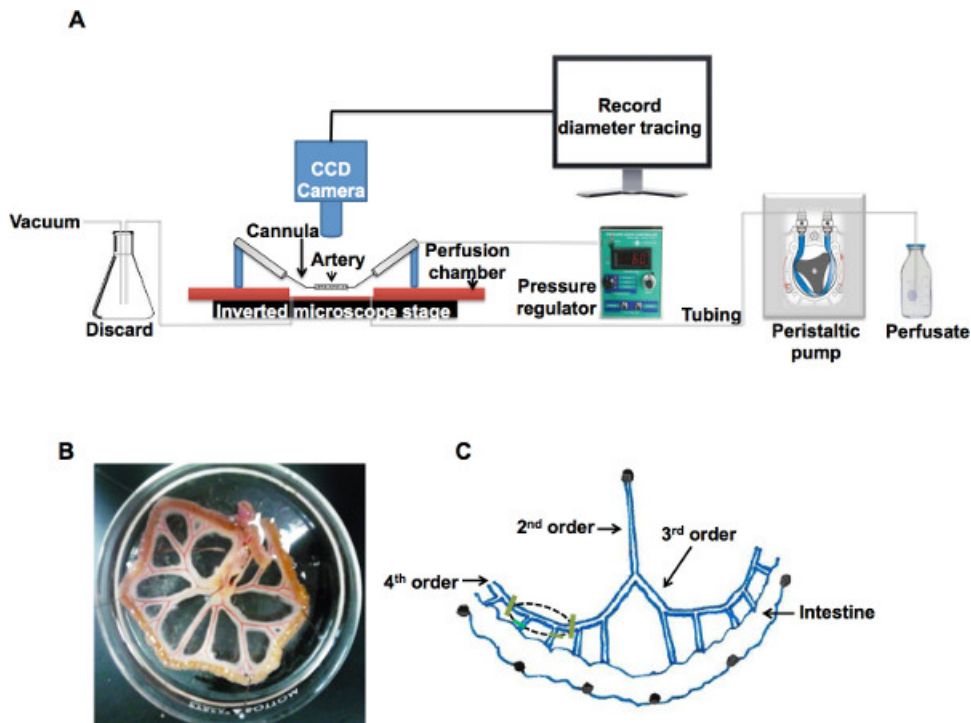 A
Record
diameter tracing
CCD
Camera
Vacuum
Cannula
Artery
Perfusion
chamber
Discard
Inverted microscope stage
Pressure
regulator
60
Tubing
Peristaltic
pump
Perfusate
B
C
2nd order
3rd order
4th order
Intestine